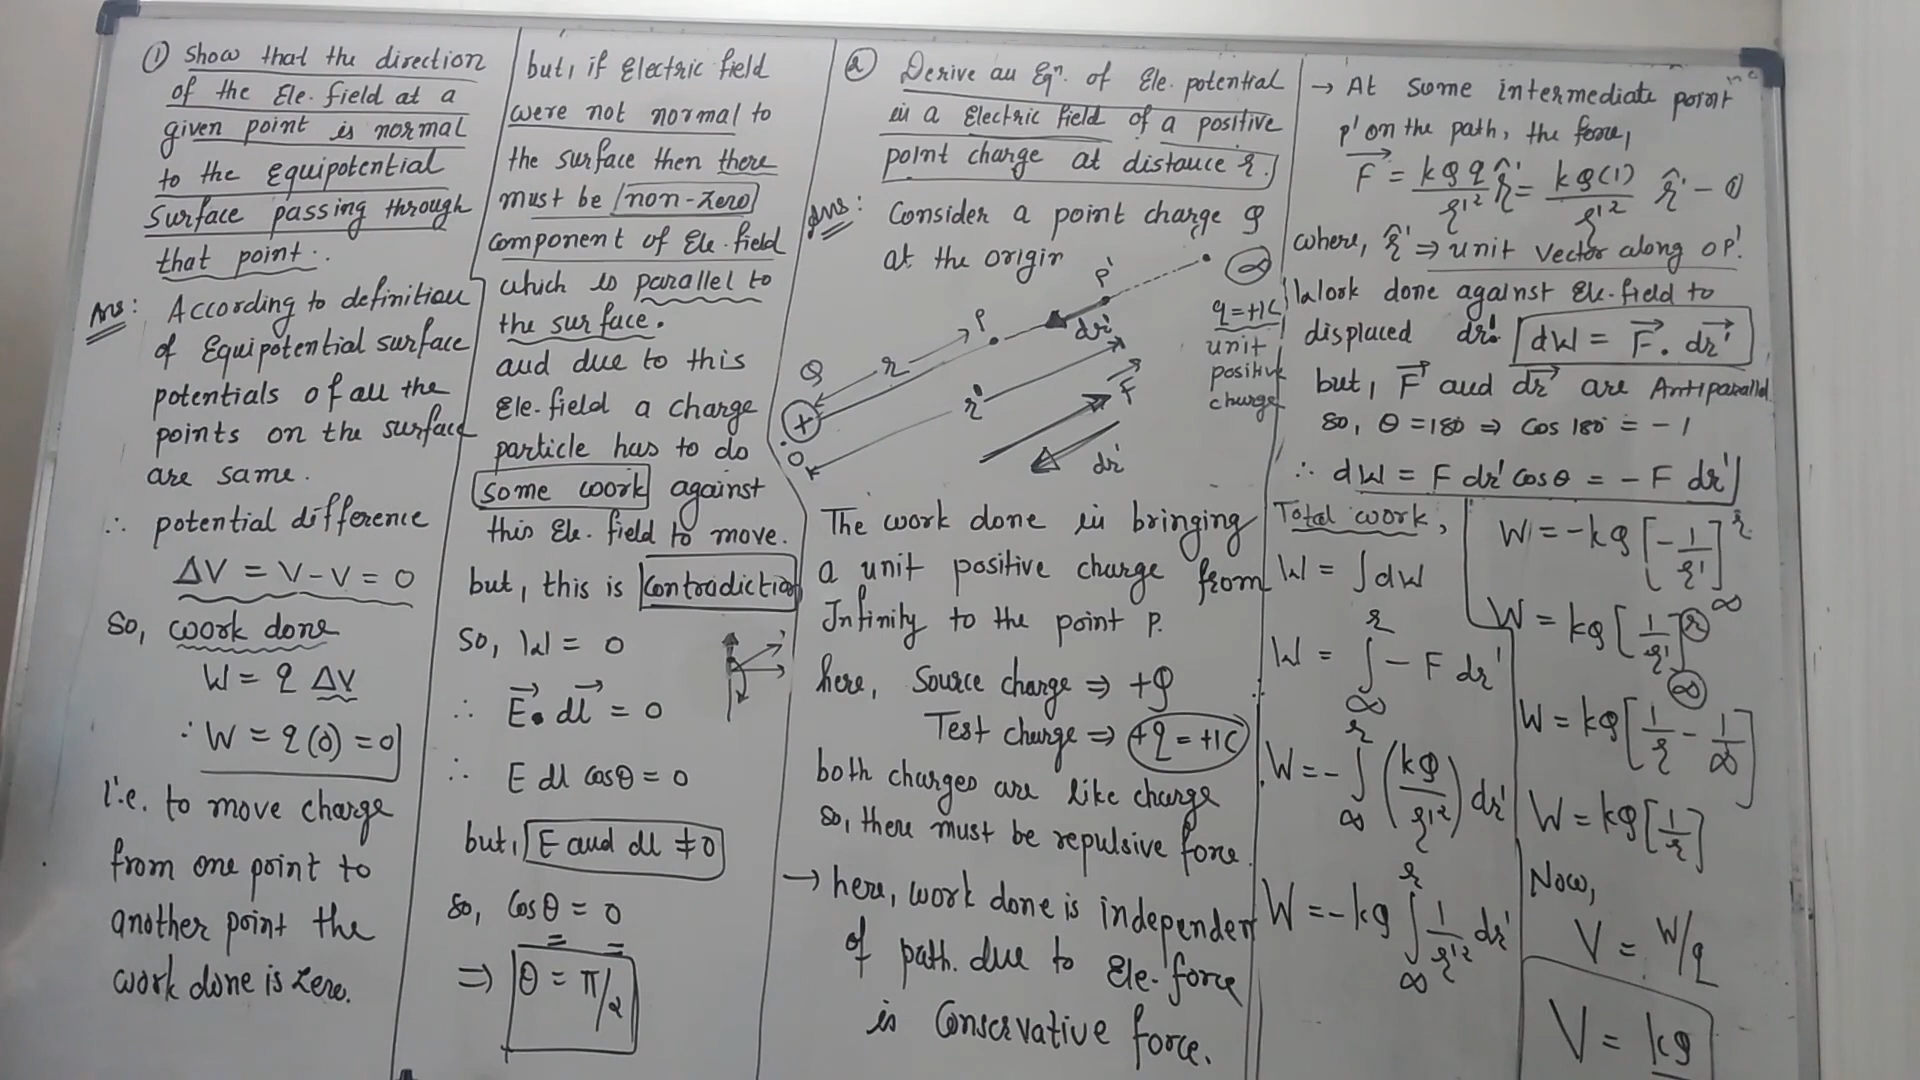 ① Show that the direction
of the Ele. field at a
given point is normal
to the Equipotential
Surface passing through
that point.
Ans: According to definition
of Equipotential surface
potentials of all the
points on the surface
are same.
∴ potential difference
ΔV = V-V = 0
So, work done
W = q ΔV
∴ W = q(0) = 0
i.e. to move charge
from one point to
another point the
work done is zero.
but, if Electric field
were not normal to
the surface then there
must be non-zero
component of Ele. field
which is parallel to
the surface.
and due to this
Ele. field a charge
particle has to do
some work against
this Ele. field to move.
but, this is Contradiction
So, W = 0
∴ E⃗ . dl⃗ = 0
∴ E dl cosθ = 0
but, E and dl ≠ 0
so, cosθ = 0
⇒ θ = π/2
② Derive an Eqⁿ. of Ele. potential
in a Electric field of a positive
point charge at distance r.
Ans: Consider a point charge Q
at the origin
∞
P'
P
dr'
q=+1C
unit
positive
charge
Q
r
+
r'
F
O
dr'
The work done in bringing
a unit positive charge from
Infinity to the point P.
here, Source charge ⇒ +Q
Test charge ⇒ +q = +1C
both charges are like charge
so, there must be repulsive force.
→ here, work done is independent
of path. due to Ele. force
is Conservative force.
→ At some intermediate point
p' on the path, the force,
F⃗ = kQq/r'² r̂' = kQ(1)/r'² r̂' - ①
where, r̂' ⇒ unit vector along OP'.
Work done against Ele. field to
displaced dr'. dW = F⃗ . dr'⃗
but, F⃗ and dr'⃗ are Antiparallel
so, θ = 180 ⇒ cos 180° = -1
∴ dW = F dr' cosθ = - F dr'
Total work,
W = ∫dW
W = ∫∞^r - F dr'
W = - ∫∞^r (kQ/r'²) dr'
W = -kQ ∫∞^r 1/r'² dr'
W = -kQ [-1/r']∞^r
W = kQ [1/r']∞^r
W = kQ [1/r - 1/∞]
W = kQ [1/r]
Now,
V = W/q
V = kQ